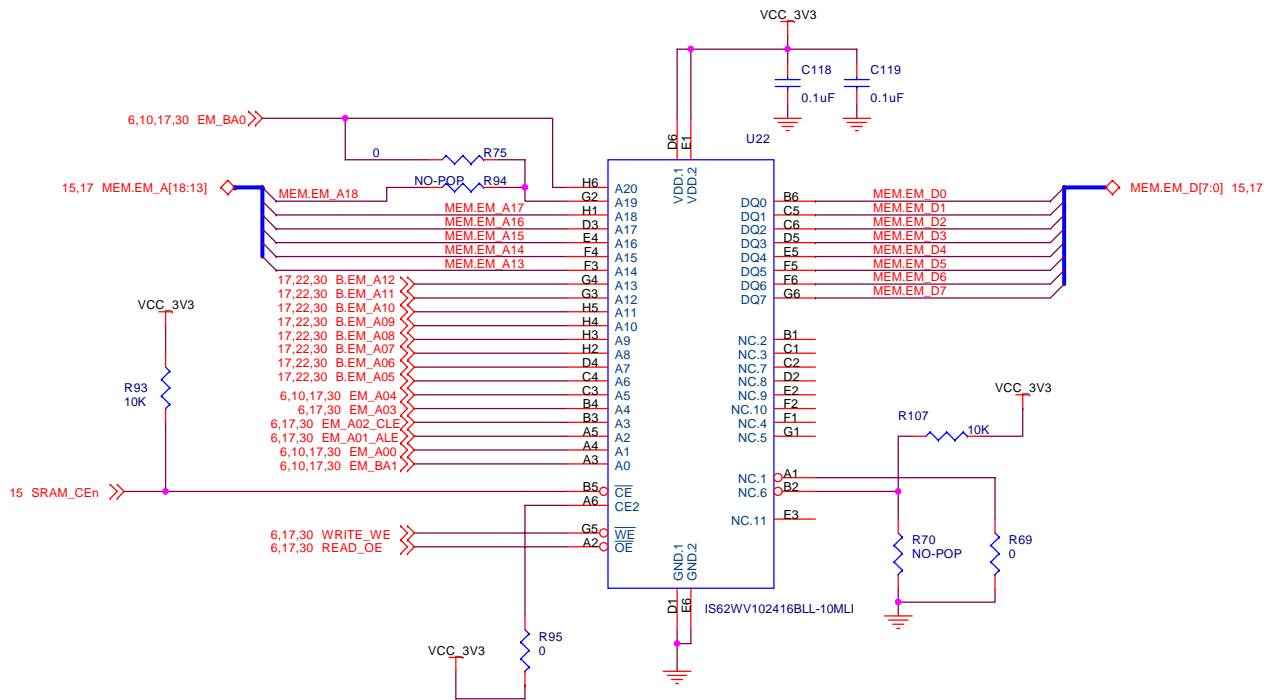 VCC_3V3
C118
C119
0.1uF
0.1uF
6,10,17,30 EM_BA0
U22
D6
E1
0
R75
VDD.1
VDD.2
15,17 MEM.EM_A[18:13]
NO-POP
R94
MEM.EM_A18
H6 A20
G2 A19
MEM.EM_A17 H1 A18
MEM.EM_A16 D3 A17
MEM.EM_A15 E4 A16
MEM.EM_A14 F4 A15
MEM.EM_A13 F3 A14
17,22,30 B.EM_A12 G4 A13
17,22,30 B.EM_A11 G3 A12
17,22,30 B.EM_A10 H5 A11
17,22,30 B.EM_A09 H4 A10
17,22,30 B.EM_A08 H3 A9
17,22,30 B.EM_A07 H2 A8
17,22,30 B.EM_A06 D4 A7
17,22,30 B.EM_A05 C4 A6
6,10,17,30 EM_A04 C3 A5
6,17,30 EM_A03 B4 A4
6,17,30 EM_A02_CLE B3 A3
6,17,30 EM_A01_ALE A5 A2
6,10,17,30 EM_A00 A4 A1
6,10,17,30 EM_BA1 A3 A0
VCC_3V3
R93
10K
15 SRAM_CEn
B5 CE
A6 CE2
6,17,30 WRITE_WE G5 WE
6,17,30 READ_OE A2 OE
DQ0 B6 MEM.EM_D0
DQ1 C5 MEM.EM_D1
DQ2 C6 MEM.EM_D2
DQ3 D5 MEM.EM_D3
DQ4 E5 MEM.EM_D4
DQ5 F5 MEM.EM_D5
DQ6 F6 MEM.EM_D6
DQ7 G6 MEM.EM_D7
MEM.EM_D[7:0] 15,17
NC.2 B1
NC.3 C1
NC.7 C2
NC.8 D2
NC.9 E2
NC.10 F2
NC.4 F1
NC.5 G1
VCC_3V3
R107
10K
NC.1 A1
NC.6 B2
NC.11 E3
R70
NO-POP
R69
0
GND.1
GND.2
D1
E6
IS62WV102416BLL-10MLI
R95
0
VCC_3V3